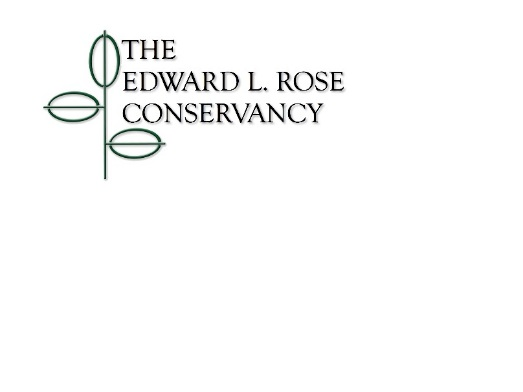 THE
EDWARD L. ROSE
CONSERVANCY